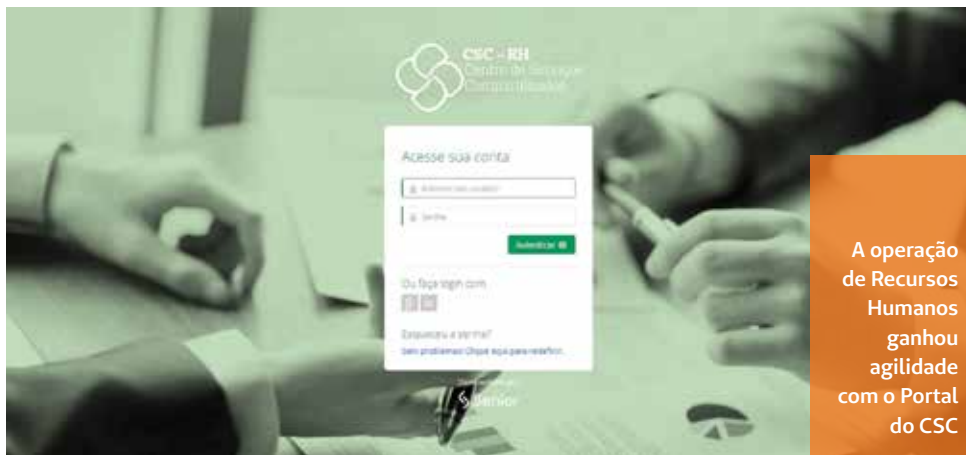 CSC - RH
Centro de Serviços
Compartilhados
Acesse sua conta
Senha
Autenticar
Ou faça login com
Esqueceu a senha?
Sem problemas! Clique aqui para redefinir.
Senior
A operação
de Recursos
Humanos
ganhou
agilidade
com o Portal
do CSC